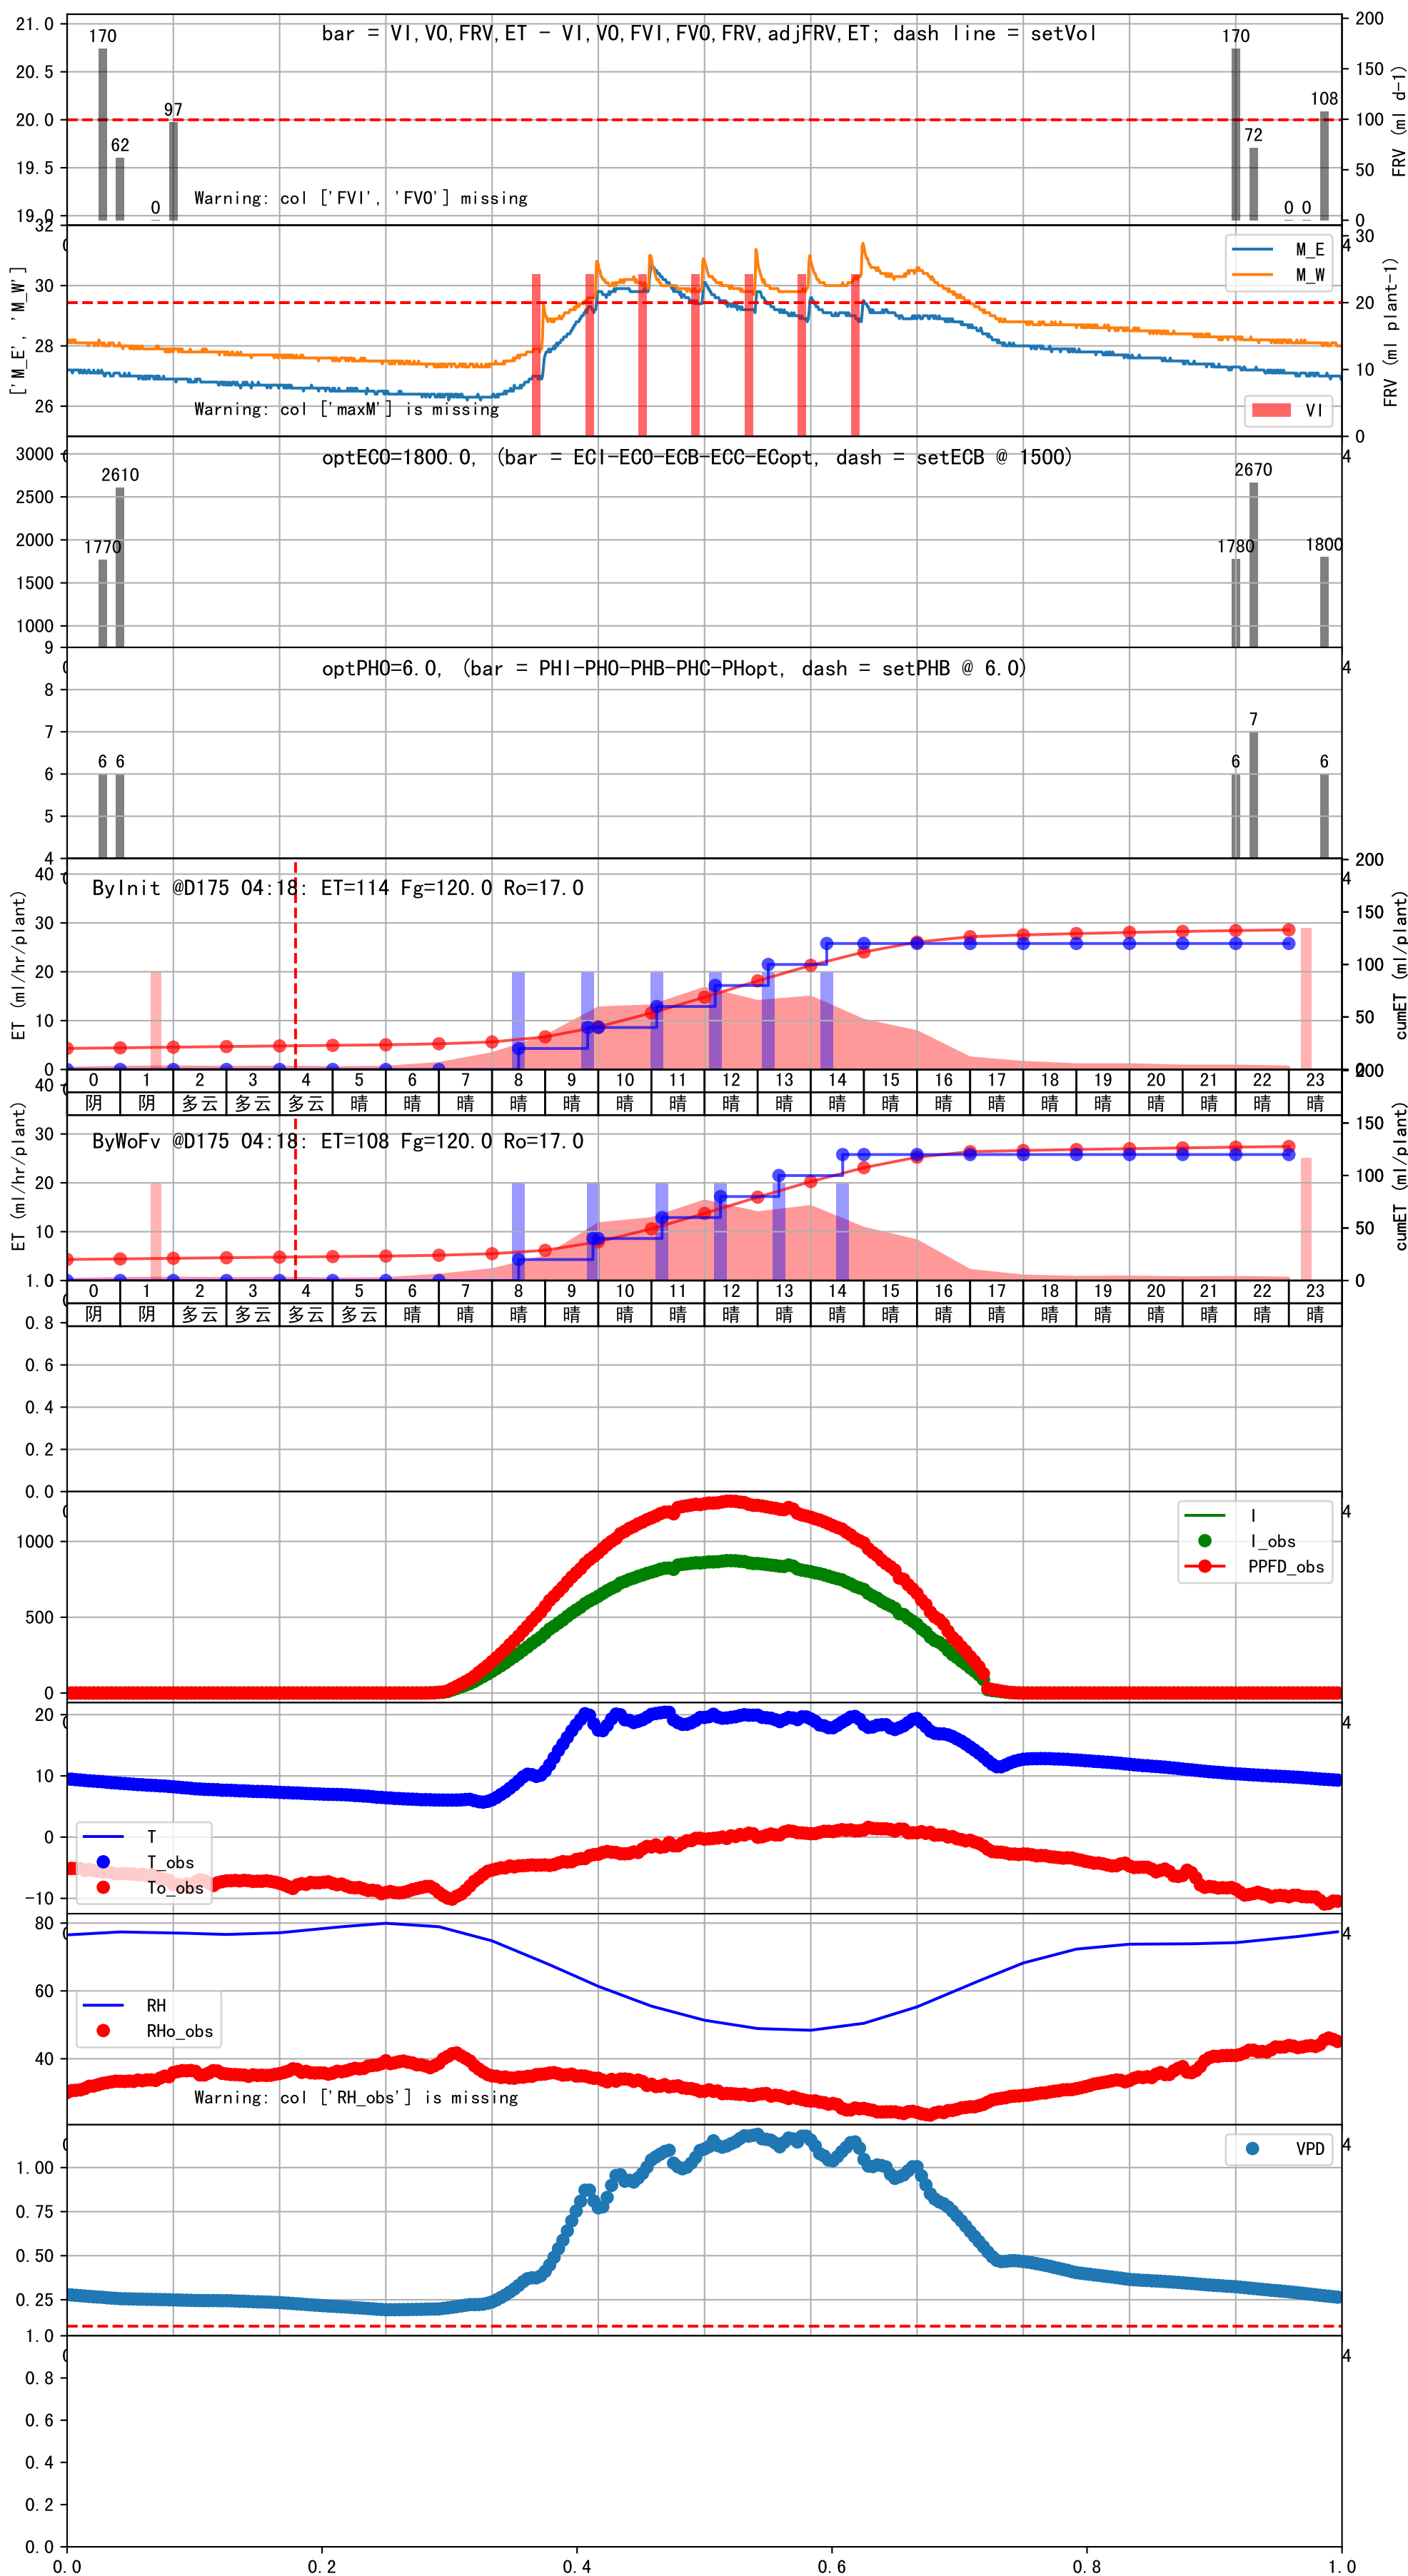 bar = VI,VO,FRV,ET - VI,VO,FVI,FVO,FRV,adjFRV,ET; dash line = setVol
21.0
20.5
20.0
19.5
19.0
200
150
100
50
0
FRV (ml d-1)
170
62
0
97
170
72
0
0
108
Warning: col ['FVI', 'FVO'] missing
['M_E', 'M_W']
32
30
28
26
30
20
10
0
FRV (ml plant-1)
M_E
M_W
VI
Warning: col ['maxM'] is missing
optECO=1800.0, (bar = ECI-ECO-ECB-ECC-ECopt, dash = setECB @ 1500)
3000
2500
2000
1500
1000
1770
2610
1780
2670
1800
optPHO=6.0, (bar = PHI-PHO-PHB-PHC-PHopt, dash = setPHB @ 6.0)
9
8
7
6
5
4
6
6
6
7
6
ByInit @D175 04:18: ET=114 Fg=120.0 Ro=17.0
ET (ml/hr/plant)
40
30
20
10
0
200
150
100
50
0
cumET (ml/plant)
0 1 2 3 4 5 6 7 8 9 10 11 12 13 14 15 16 17 18 19 20 21 22 23
阴 阴 多云 多云 多云 晴 晴 晴 晴 晴 晴 晴 晴 晴 晴 晴 晴 晴 晴 晴 晴 晴 晴 晴
ByWoFv @D175 04:18: ET=108 Fg=120.0 Ro=17.0
ET (ml/hr/plant)
40
30
20
10
200
150
100
50
0
cumET (ml/plant)
0 1 2 3 4 5 6 7 8 9 10 11 12 13 14 15 16 17 18 19 20 21 22 23
阴 阴 多云 多云 多云 多云 晴 晴 晴 晴 晴 晴 晴 晴 晴 晴 晴 晴 晴 晴 晴 晴 晴 晴
1.0
0.8
0.6
0.4
0.2
0.0
1000
500
0
I
I_obs
PPFD_obs
20
10
0
-10
T
T_obs
To_obs
80
60
40
RH
RHo_obs
Warning: col ['RH_obs'] is missing
1.00
0.75
0.50
0.25
VPD
1.0
0.8
0.6
0.4
0.2
0.0
0.0 0.2 0.4 0.6 0.8 1.0